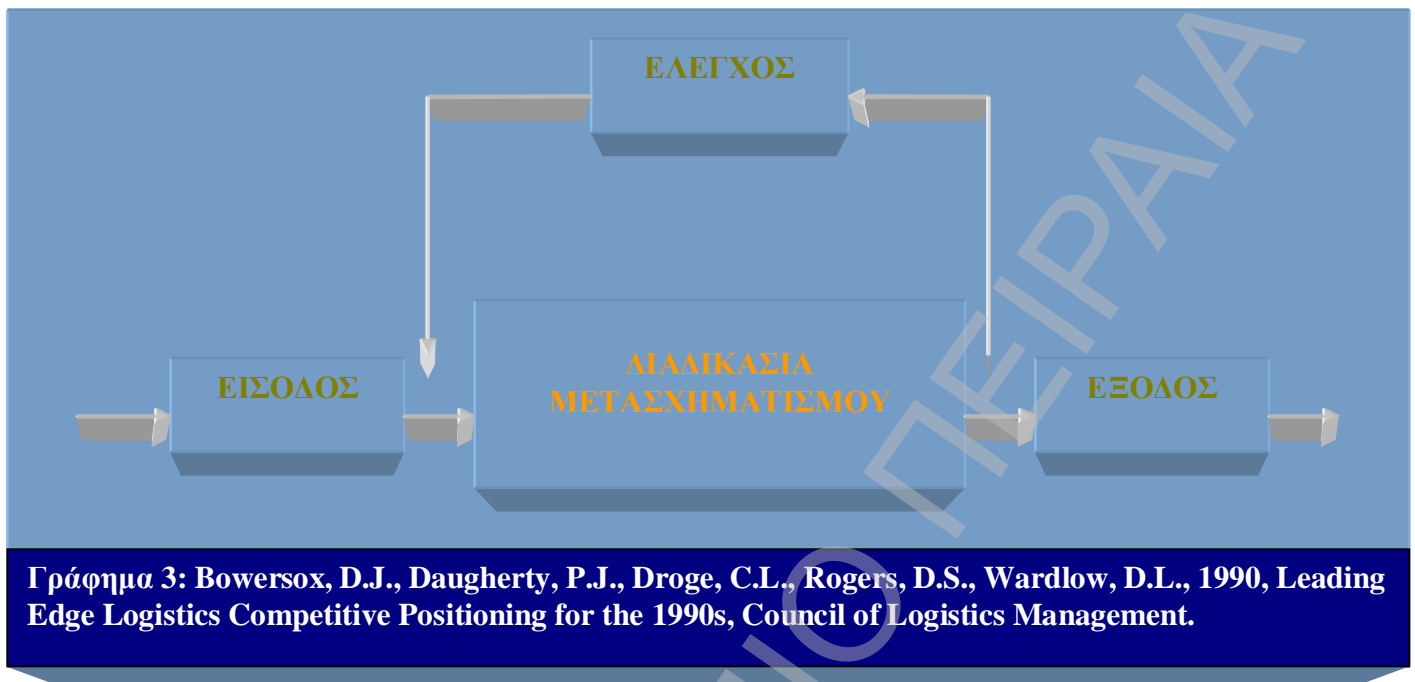 ΕΛΕΓΧΟΣ
ΕΙΣΟΔΟΣ
ΔΙΑΔΙΚΑΣΙΑ
ΜΕΤΑΣΧΗΜΑΤΙΣΜΟΥ
ΕΞΟΔΟΣ
Γράφημα 3: Bowersox, D.J., Daugherty, P.J., Droge, C.L., Rogers, D.S., Wardlow, D.L., 1990, Leading
Edge Logistics Competitive Positioning for the 1990s, Council of Logistics Management.
ΠΕΙΡΑΙΑ